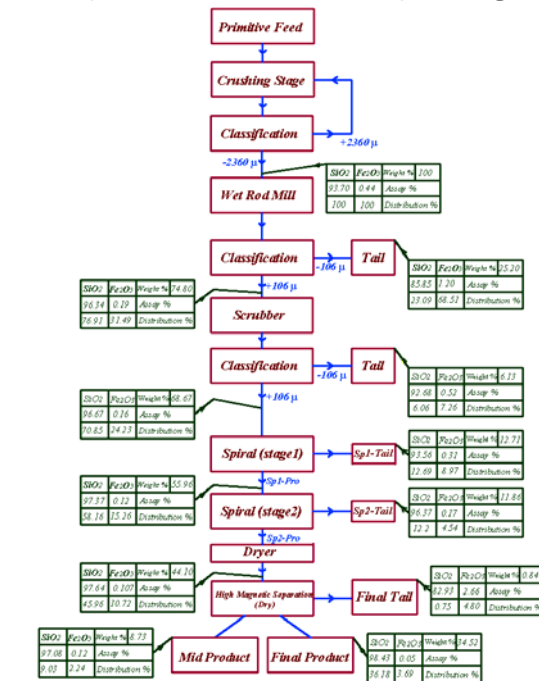 Primitive Feed
Crushing Stage
Classification
+2360 μ
-2360 μ
SiO2 Fe2O3 Weight % 100
93.70 0.44 Assay %
100 100 Distribution %
Wet Rod Mill
Classification
-106 μ
Tail
SiO2 Fe2O3 Weight % 25.20
85.85 1.20 Assay %
23.09 68.51 Distribution %
+106 μ
SiO2 Fe2O3 Weight % 74.80
96.34 0.19 Assay %
76.91 31.49 Distribution %
Scrubber
Classification
-106 μ
Tail
SiO2 Fe2O3 Weight % 6.13
92.68 0.52 Assay %
6.06 7.26 Distribution %
+106 μ
SiO2 Fe2O3 Weight % 68.67
96.67 0.16 Assay %
70.85 24.23 Distribution %
Spiral (stage1)
Sp1-Tail
SiO2 Fe2O3 Weight % 12.71
93.56 0.31 Assay %
12.69 8.97 Distribution %
Sp1-Pro
SiO2 Fe2O3 Weight % 55.96
97.37 0.12 Assay %
58.16 15.26 Distribution %
Spiral (stage2)
Sp2-Tail
SiO2 Fe2O3 Weight % 11.86
96.37 0.17 Assay %
12.2 4.54 Distribution %
Sp2-Pro
Dryer
SiO2 Fe2O3 Weight % 44.10
97.64 0.107 Assay %
45.96 10.72 Distribution %
High Magnetic Separation
(Dry)
Final Tail
SiO2 Fe2O3 Weight % 0.84
82.93 2.66 Assay %
0.75 4.80 Distribution %
SiO2 Fe2O3 Weight % 8.73
97.08 0.12 Assay %
9.03 2.24 Distribution %
Mid Product
Final Product
SiO2 Fe2O3 Weight % 34.52
98.43 0.05 Assay %
36.18 3.69 Distribution %